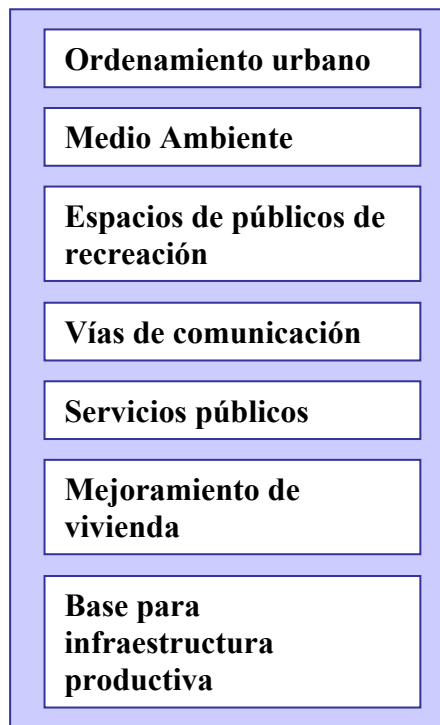 Ordenamiento urbano
Medio Ambiente
Espacios de públicos de
recreación
Vías de comunicación
Servicios públicos
Mejoramiento de
vivienda
Base para
infraestructura
productiva